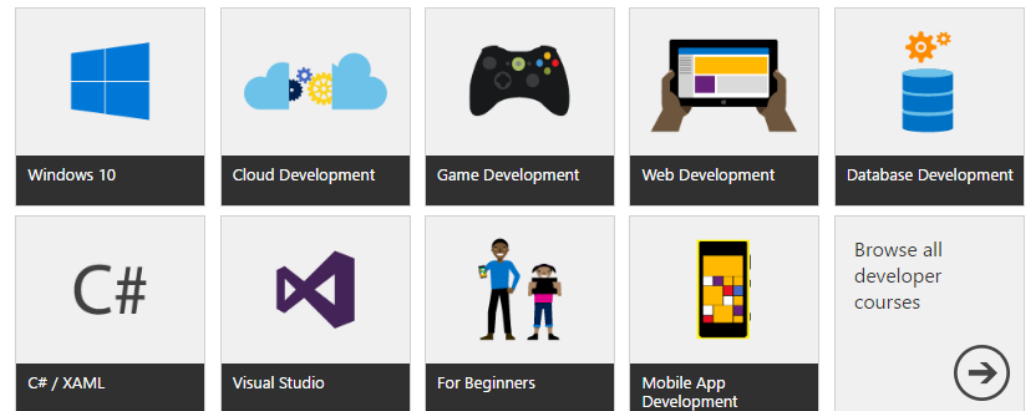 Windows 10
Cloud Development
Game Development
Web Development
Database Development
C#
C# / XAML
Visual Studio
For Beginners
Mobile App
Development
Browse all
developer
courses